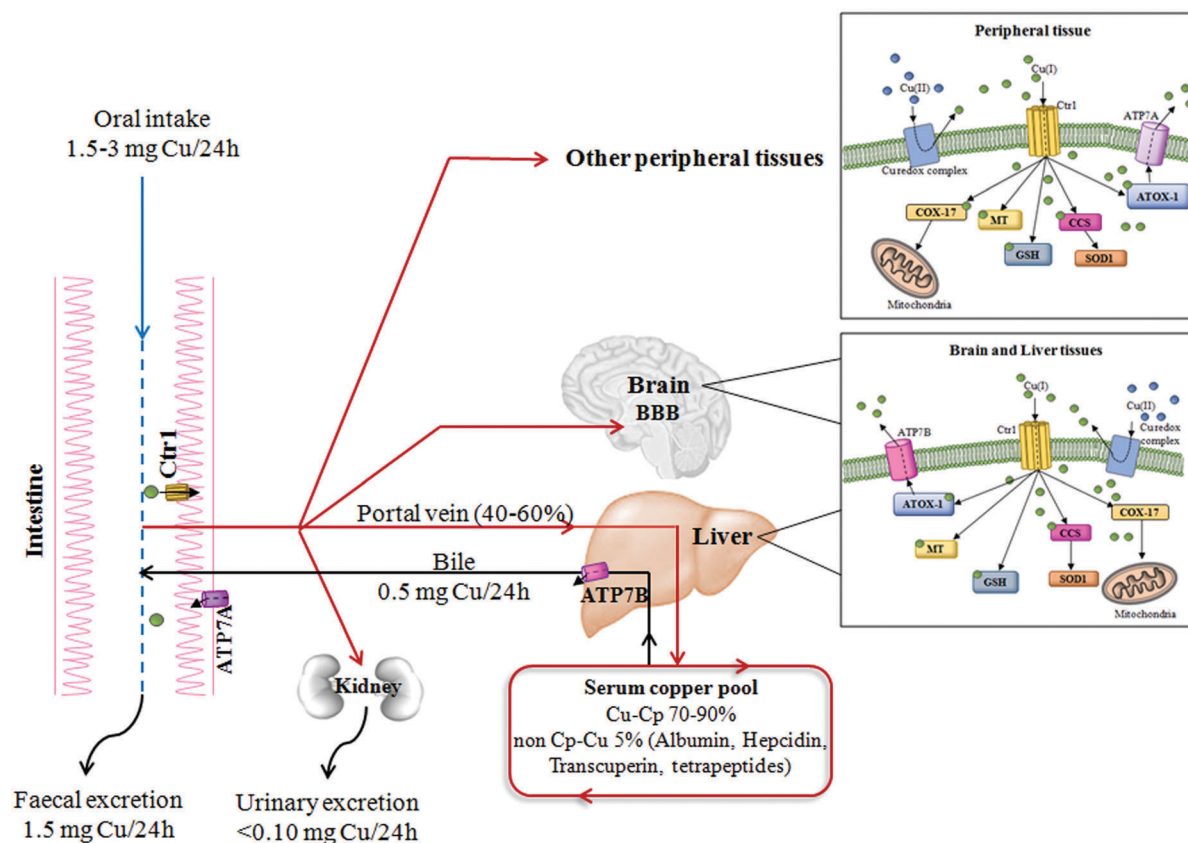 Oral intake
1.5-3 mg Cu/24h
Intestine
Ctr1
ATP7A
Faecal excretion
1.5 mg Cu/24h
Kidney
Urinary excretion
<0.10 mg Cu/24h
Portal vein (40-60%)
Bile
0.5 mg Cu/24h
Other peripheral tissues
Brain
BBB
Liver
ATP7B
Serum copper pool
Cu-Cp 70-90%
non Cp-Cu 5% (Albumin, Hepcidin,
Transcuperin, tetrapeptides)
Peripheral tissue
Cu(I)
Cu(II)
Ctr1
ATP7A
Cu redox complex
ATOX-1
COX-17
MT
CCS
GSH
SOD1
Mitochondria
Brain and Liver tissues
Cu(I)
Cu(II)
Ctr1
Cu redox
complex
ATP7B
ATOX-1
COX-17
CCS
MT
GSH
SOD1
Mitochondria